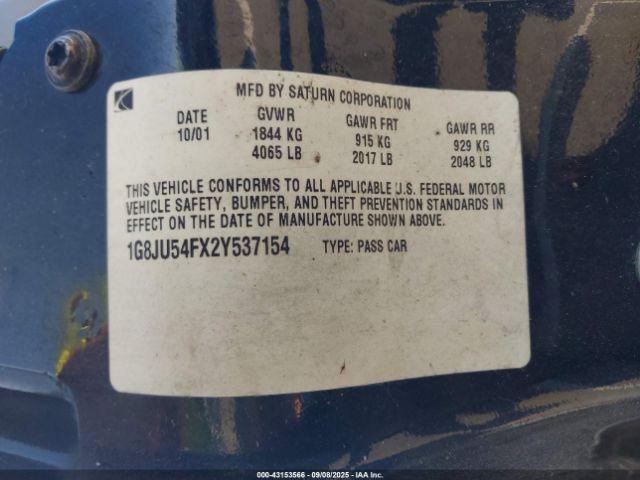 MFD BY SATURN CORPORATION
DATE GVWR GAWR FRT GAWR RR
10/01 1844 KG 915 KG 929 KG
4065 LB 2017 LB 2048 LB
THIS VEHICLE CONFORMS TO ALL APPLICABLE U.S. FEDERAL MOTOR
VEHICLE SAFETY, BUMPER, AND THEFT PREVENTION STANDARDS IN
EFFECT ON THE DATE OF MANUFACTURE SHOWN ABOVE.
1G8JU54FX2Y537154 TYPE: PASS CAR
000-43153566 - 09/08/2025 - IAA Inc.